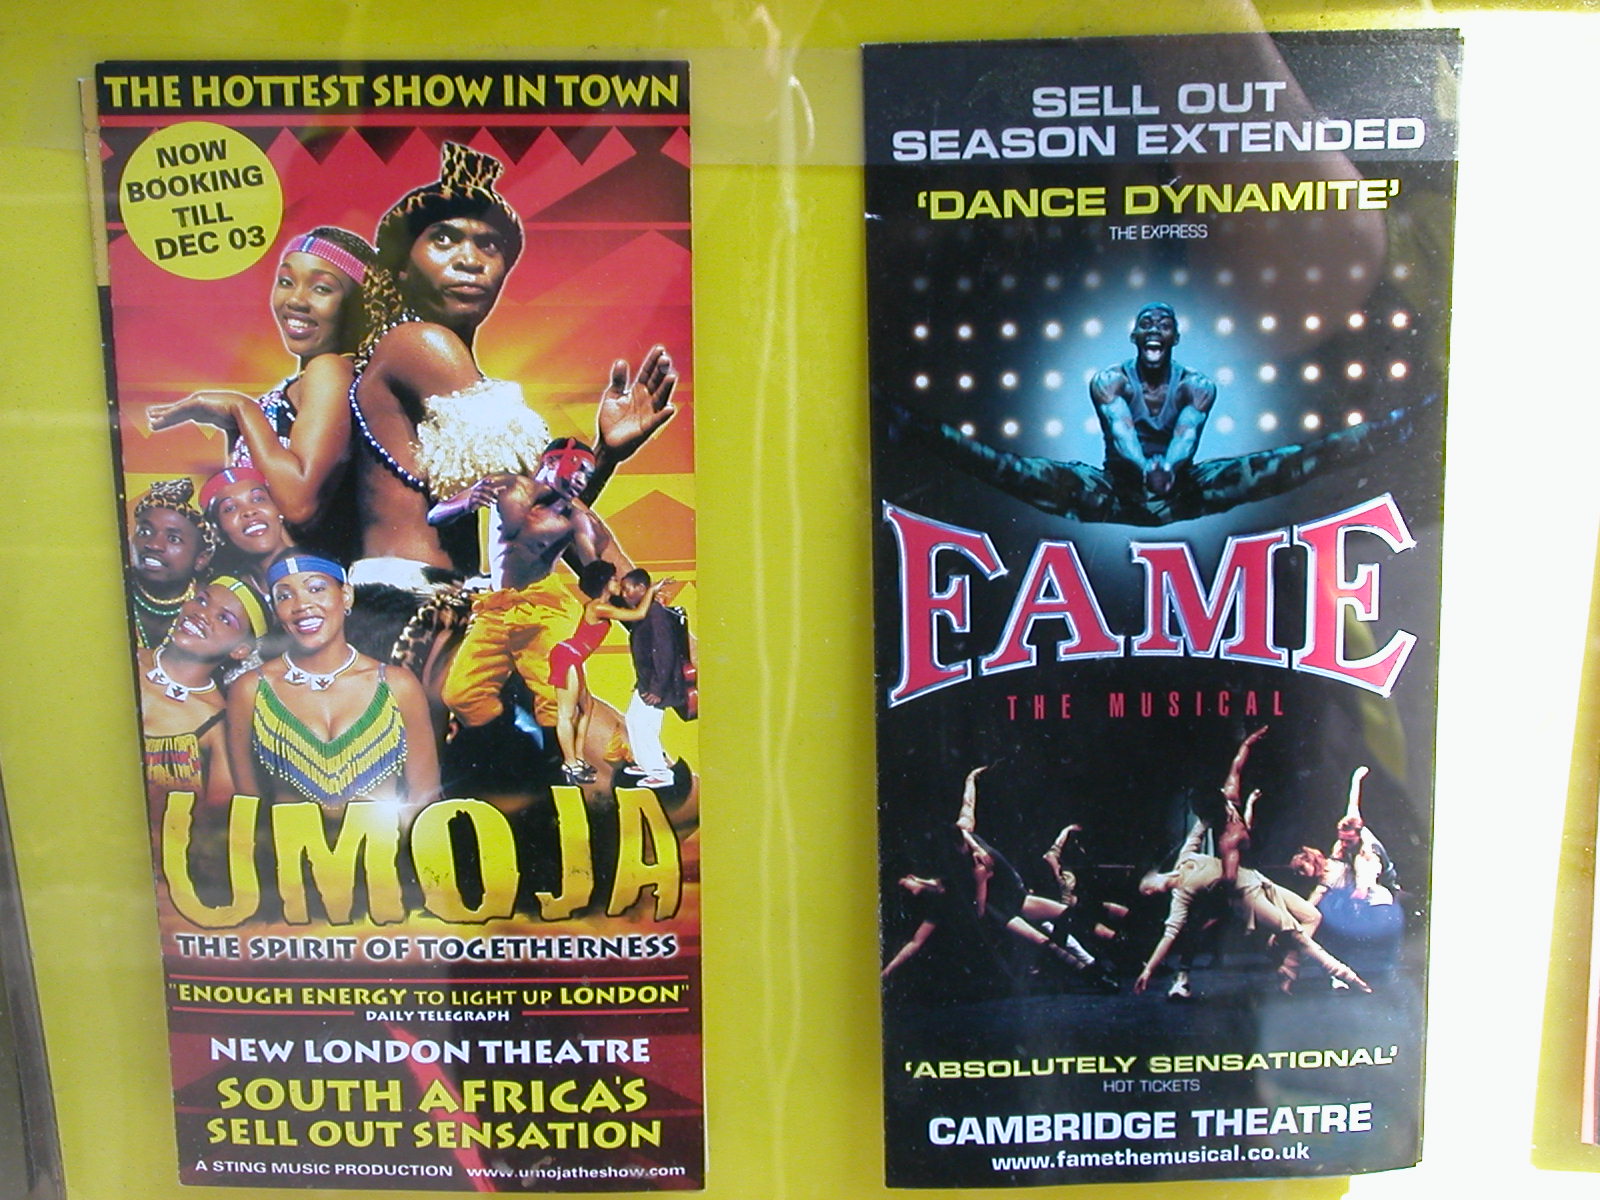 THE HOTTEST SHOW IN TOWN
NOW
BOOKING
TILL
DEC 03
UMOJA
THE SPIRIT OF TOGETHERNESS
"ENOUGH ENERGY TO LIGHT UP LONDON"
DAILY TELEGRAPH
NEW LONDON THEATRE
SOUTH AFRICA'S
SELL OUT SENSATION
A STING MUSIC PRODUCTION www.umojatheshow.com
SELL OUT
SEASON EXTENDED
'DANCE DYNAMITE'
THE EXPRESS
FAME
THE MUSICAL
'ABSOLUTELY SENSATIONAL'
HOT TICKETS
CAMBRIDGE THEATRE
www.famethemusical.co.uk